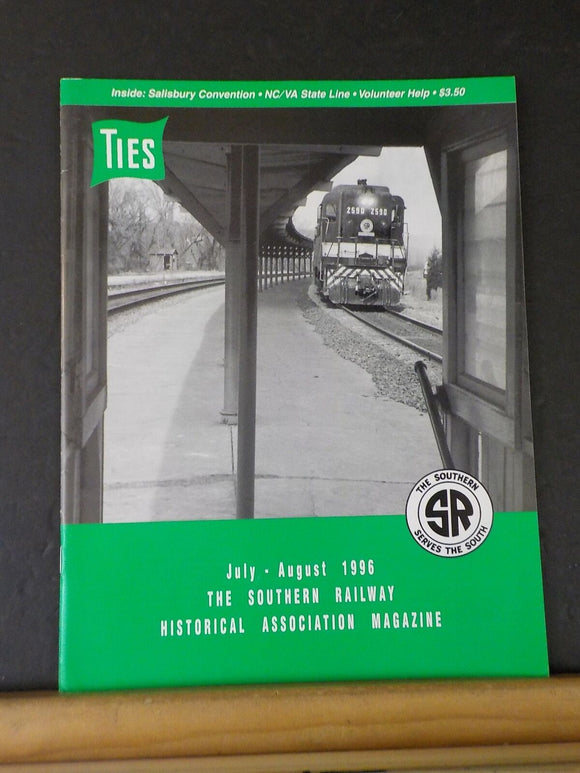 Inside: Salisbury Convention • NC/VA State Line • Volunteer Help • $3.50
TIES
2590 2590
THE SOUTHERN
SR
SERVES THE SOUTH
July - August 1996
THE SOUTHERN RAILWAY
HISTORICAL ASSOCIATION MAGAZINE